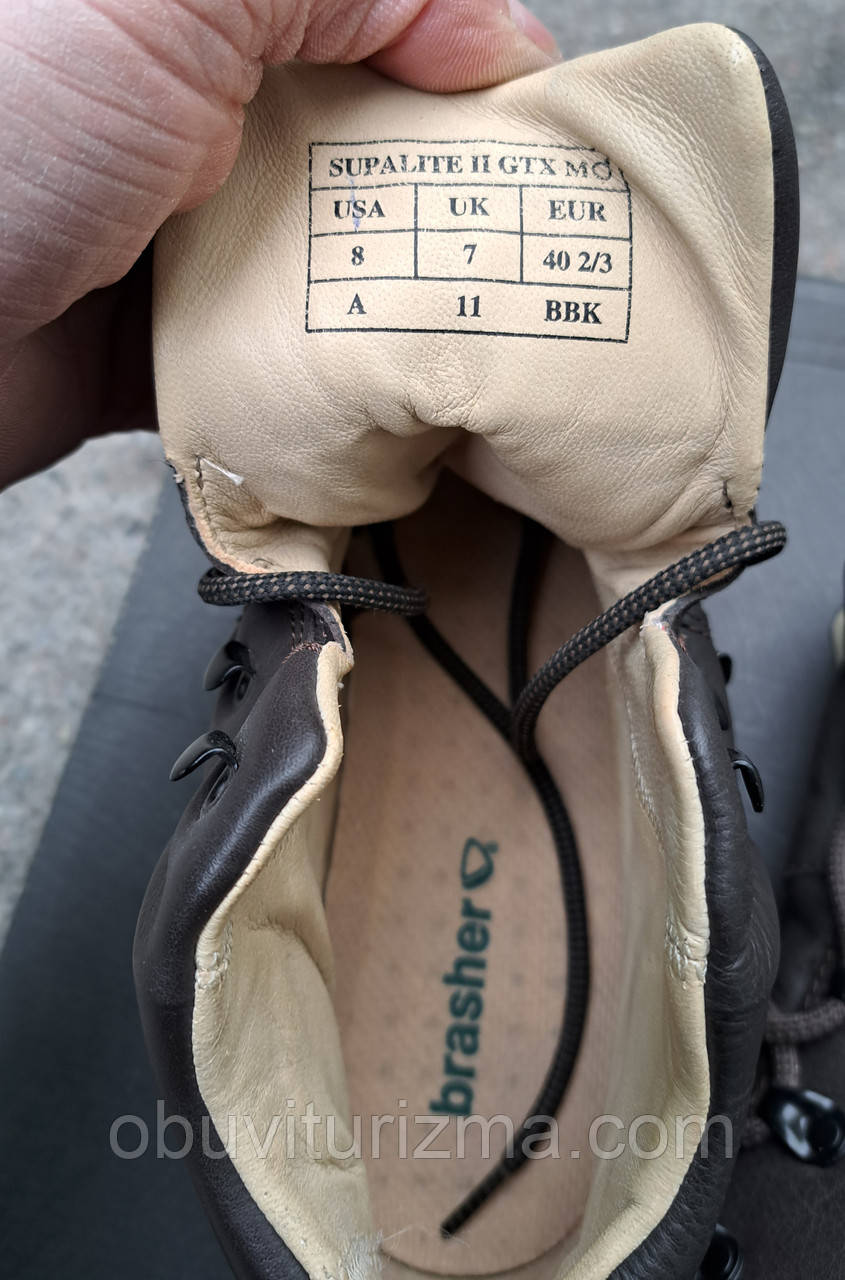 SUPALITE II GTX MO
USA UK EUR
8 7 40 2/3
A 11 BBK
brasher
obuviturizma.com